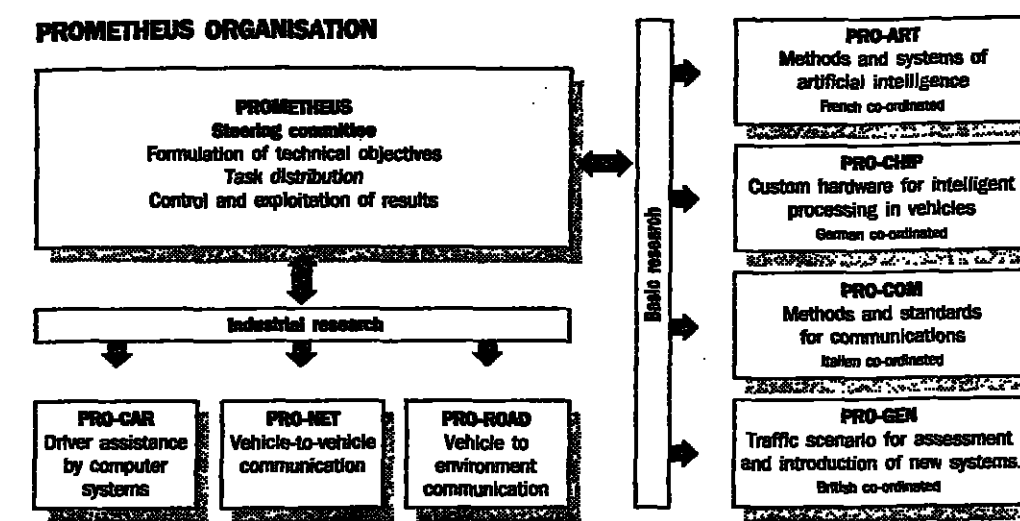 PROMETHEUS ORGANISATION
PROMETHEUS
Steering committee
Formulation of technical objectives
Task distribution
Control and exploitation of results
Industrial research
PRO-CAR
Driver assistance
by computer
systems
PRO-NET
Vehicle-to-vehicle
communication
PRO-ROAD
Vehicle to
environment
communication
Basic research
PRO-ART
Methods and systems of
artificial intelligence
French co-ordinated
PRO-CHIP
Custom hardware for intelligent
processing in vehicles
German co-ordinated
PRO-COM
Methods and standards
for communications
Italien co-ordinated
PRO-GEN
Traffic scenario for assessment
and introduction of new systems.
British co-ordinated